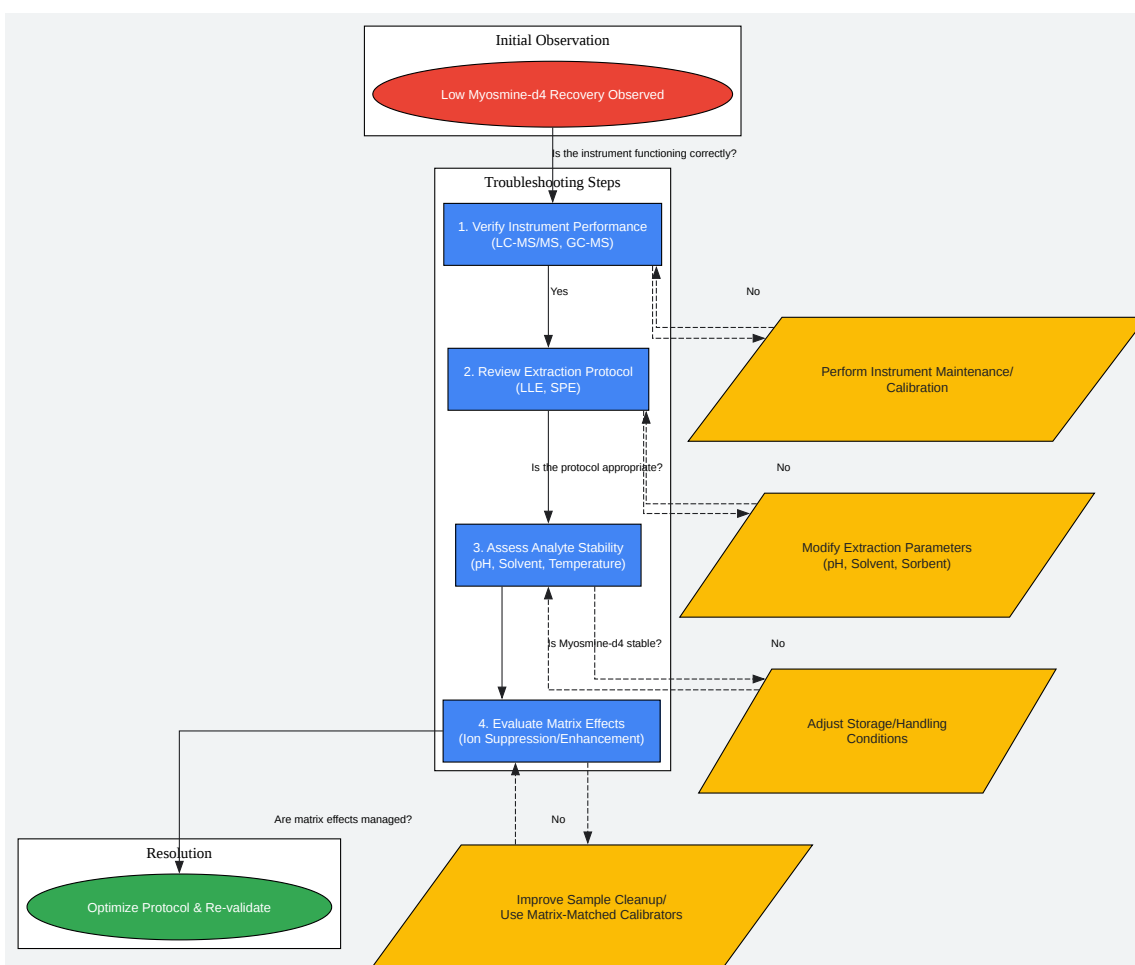 Initial Observation
Low Myosmine-d4 Recovery Observed
Is the instrument functioning correctly?
Troubleshooting Steps
1. Verify Instrument Performance
(LC-MS/MS, GC-MS)
Yes
No
Perform Instrument Maintenance/
Calibration
2. Review Extraction Protocol
(LLE, SPE)
Is the protocol appropriate?
No
Modify Extraction Parameters
(pH, Solvent, Sorbent)
3. Assess Analyte Stability
(pH, Solvent, Temperature)
Is Myosmine-d4 stable?
No
Adjust Storage/Handling
Conditions
4. Evaluate Matrix Effects
(Ion Suppression/Enhancement)
Are matrix effects managed?
No
Resolution
Optimize Protocol & Re-validate
Improve Sample Cleanup/
Use Matrix-Matched Calibrators